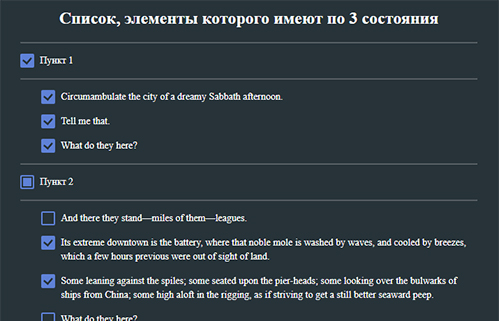 Список, элементы которого имеют по 3 состояния
Пункт 1
Circumambulate the city of a dreamy Sabbath afternoon.
Tell me that.
What do they here?
Пункт 2
And there they stand—miles of them—leagues.
Its extreme downtown is the battery, where that noble mole is washed by waves, and cooled by breezes,
which a few hours previous were out of sight of land.
Some leaning against the spiles; some seated upon the pier-heads; some looking over the bulwarks of
ships from China; some high aloft in the rigging, as if striving to get a still better seaward peep.
What do they here?